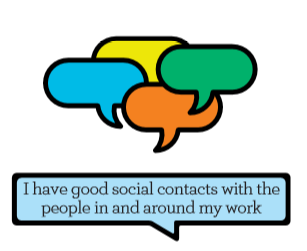 I have good social contacts with the
people in and around my work